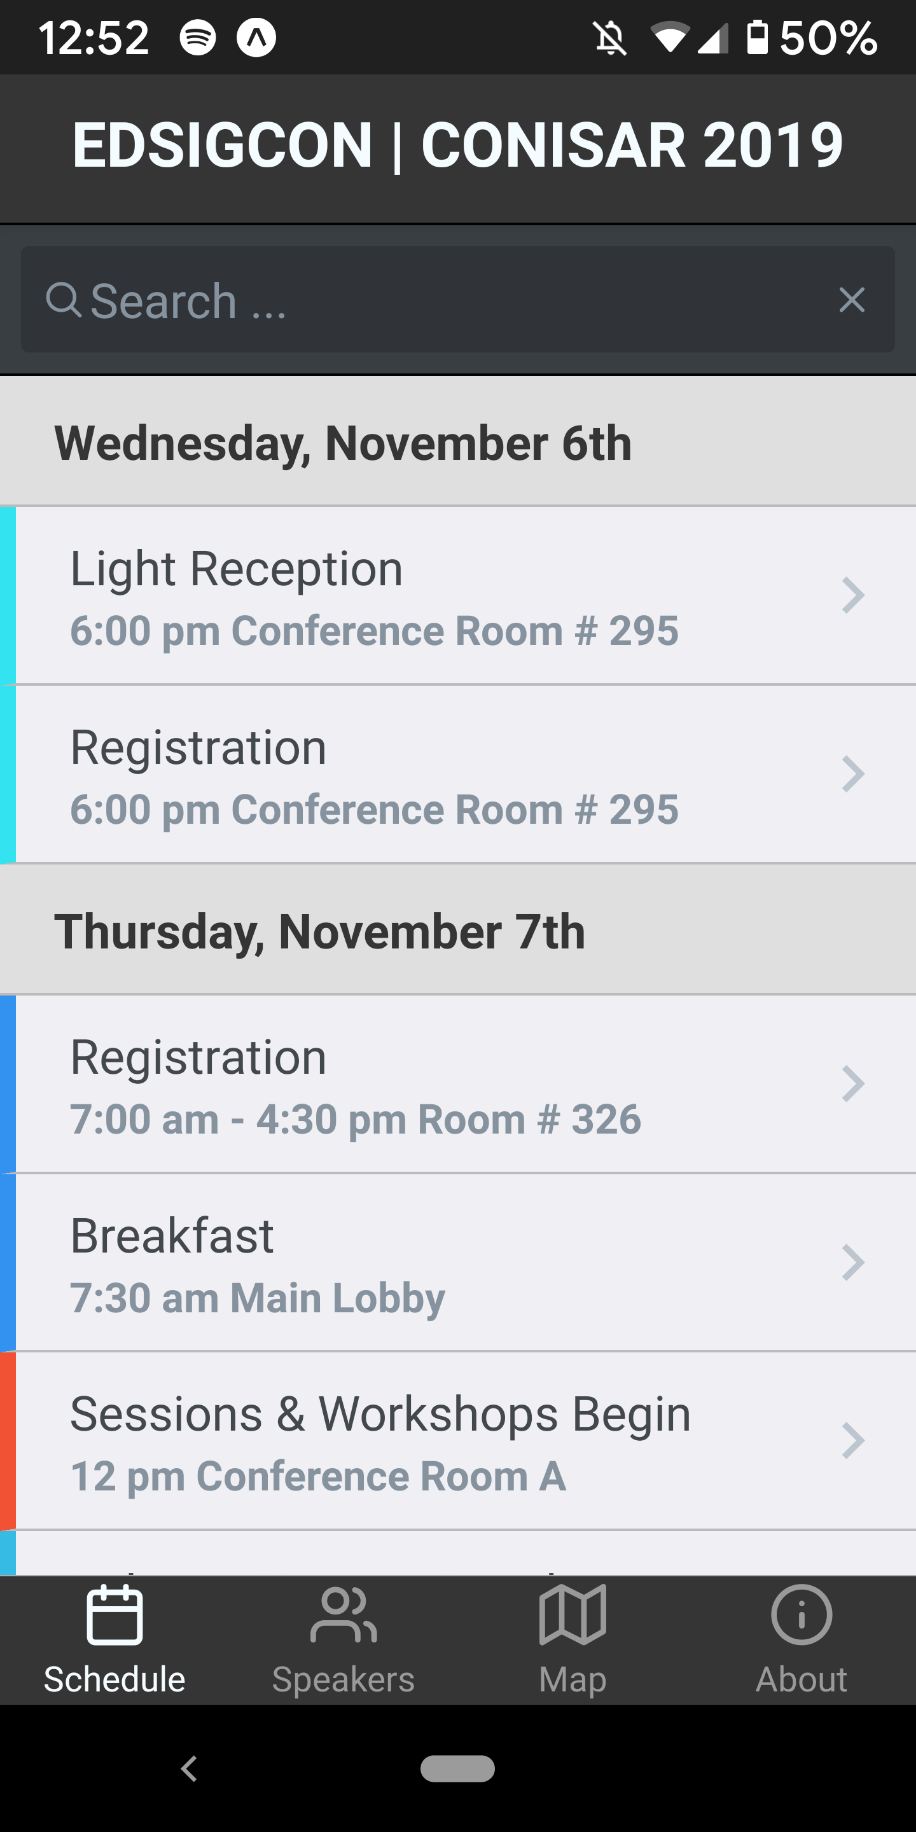 12:52 50%
EDSIGCON | CONISAR 2019
Search ...
Wednesday, November 6th
Light Reception
6:00 pm Conference Room # 295
Registration
6:00 pm Conference Room # 295
Thursday, November 7th
Registration
7:00 am - 4:30 pm Room # 326
Breakfast
7:30 am Main Lobby
Sessions & Workshops Begin
12 pm Conference Room A
Schedule Speakers Map About